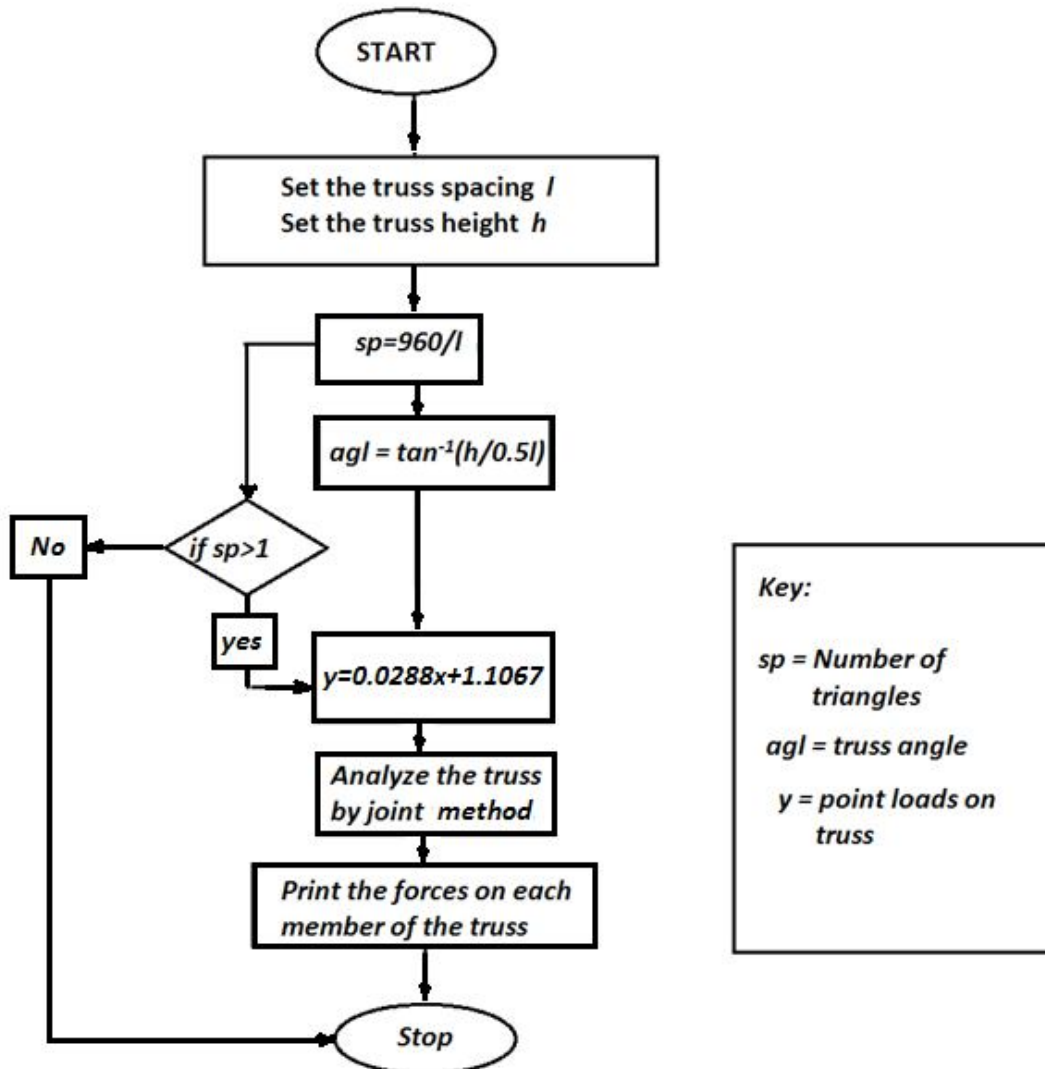 START
Set the truss spacing l
Set the truss height h
sp=960/l
agl = tan⁻¹(h/0.5l)
No
if sp>1
yes
y=0.0288x+1.1067
Analyze the truss
by joint method
Print the forces on each
member of the truss
Stop
Key:
sp = Number of
triangles
agl = truss angle
y = point loads on
truss